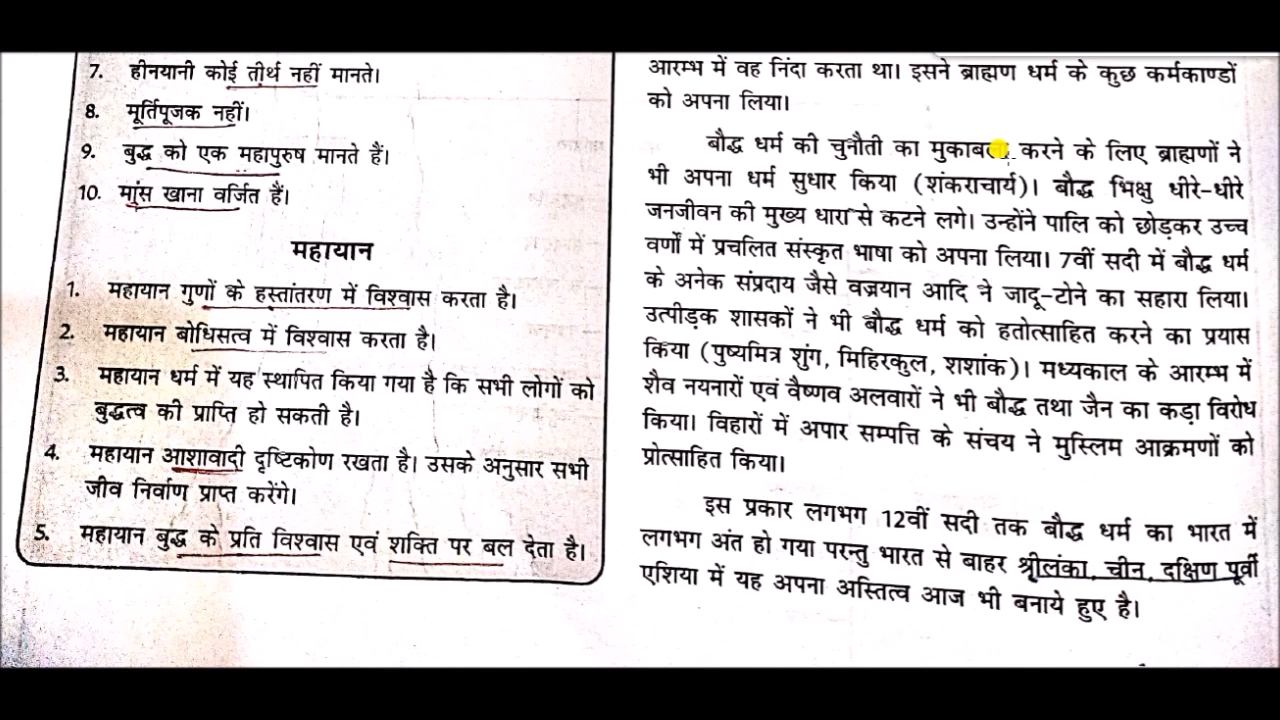 7. हीनयानी कोई तीर्थ नहीं मानते।
8. मूर्तिपूजक नहीं।
9. बुद्ध को एक महापुरुष मानते हैं।
10. मांस खाना वर्जित हैं।
महायान
1. महायान गुणों के हस्तांतरण में विश्वास करता है।
2. महायान बोधिसत्व में विश्वास करता है।
3. महायान धर्म में यह स्थापित किया गया है कि सभी लोगों को
बुद्धत्व की प्राप्ति हो सकती है।
4. महायान आशावादी दृष्टिकोण रखता है। उसके अनुसार सभी
जीव निर्वाण प्राप्त करेंगे।
5. महायान बुद्ध को प्रति विश्वास एवं शक्ति पर बल देता है।
आरम्भ में वह निंदा करता था। इसने ब्राह्मण धर्म के कुछ कर्मकाण्डों
को अपना लिया।
बौद्ध धर्म की चुनौती का मुकाबला करने के लिए ब्राह्मणों ने
भी अपना धर्म सुधार किया (शंकराचार्य)। बौद्ध भिक्षु धीरे-धीरे
जनजीवन की मुख्य धारा से कटने लगे। उन्होंने पालि को छोड़कर उच्च
वर्णों में प्रचलित संस्कृत भाषा को अपना लिया। 7वीं सदी में बौद्ध धर्म
के अनेक संप्रदाय जैसे वज्रयान आदि ने जादू-टोने का सहारा लिया।
उत्पीड़क शासकों ने भी बौद्ध धर्म को हतोत्साहित करने का प्रयास
किया (पुष्यमित्र शुंग, मिहिरकुल, शशांक)। मध्यकाल के आरम्भ में
शैव नयनारों एवं वैष्णव अलवारों ने भी बौद्ध तथा जैन का कड़ा विरोध
किया। विहारों में अपार सम्पत्ति के संचय ने मुस्लिम आक्रमणों को
प्रोत्साहित किया।
इस प्रकार लगभग 12वीं सदी तक बौद्ध धर्म का भारत में
लगभग अंत हो गया परन्तु भारत से बाहर श्रीलंका, चीन, दक्षिण पूर्वी
एशिया में यह अपना अस्तित्व आज भी बनाये हुए है।